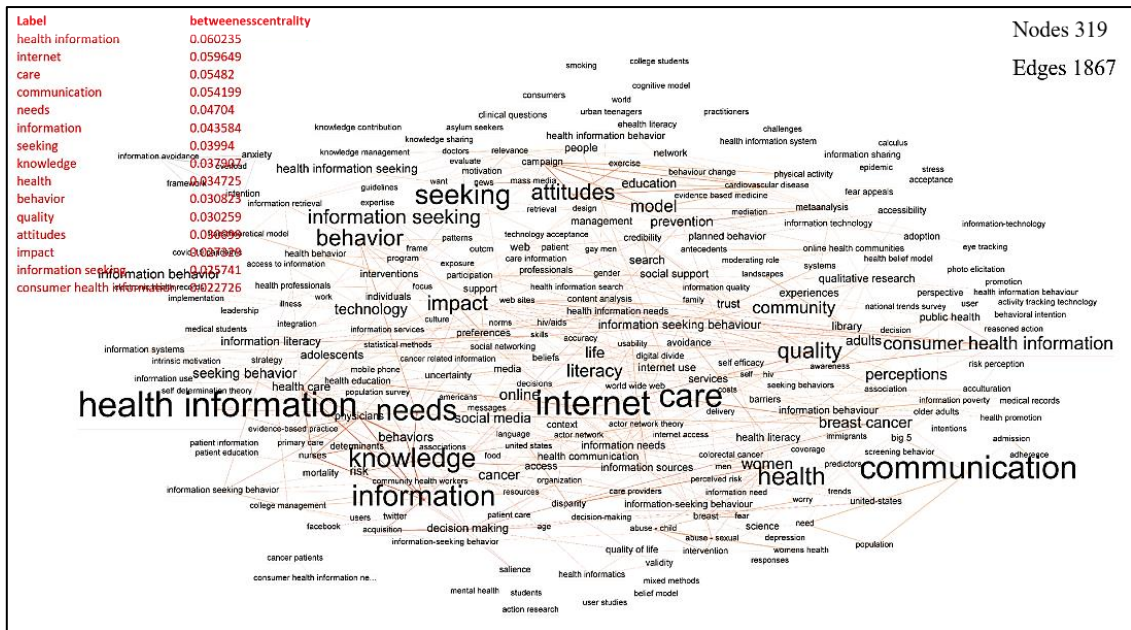 Label betweenesscentrality
health information 0.060235
internet 0.059649
care 0.05482
communication 0.054199
needs 0.04704
information 0.043584
seeking 0.03994
knowledge 0.037907
health 0.034725
behavior 0.030823
quality 0.030259
attitudes
impact 0.027329
information seeking 0.025741
consumer health information 0.022726
Nodes 319
Edges 1867
smoking college students
consumers world cognitive model
clinical questions urban teenagers practitioners
knowledge contribution asylum seekers ehealth literacy
knowledge sharing health information behavior challenges
knowledge management doctors relevance people health information system calculus
information avoidance anxiety evaluate campaign exercise network information sharing
overload health information seeking motivation behaviour change epidemic stress
framework intention guidelines want news mass media education physical activity cardiovascular disease acceptance
seeking attitudes evidence based medicine fear appeals
information retrieval expertise retrieval design model mediation metaanalysis accessibility
information seeking management prevention information technology information-technology
behavior patterns technology acceptance credibility planned behavior adoption
frame outcm web patient gay men antecedents online health communities eye tracking
health behavior program care information search moderating role health belief model
access to information exposure professionals gender social support landscapes systems photo elicitation
information behavior interventions participation qualitative research promotion
health professionals focus support health information search information quality experiences perspective health information behaviour
implementation illness work individuals impact web sites content analysis family trust community national trends survey user activity tracking technology
leadership technology culture health information needs public health behavioral intention
medical students integration information services preferences norms hiv/aids information seeking behaviour library decision reasoned action
information literacy statistical methods skills accuracy usability avoidance adults consumer health information
information systems adolescents social networking life digital divide quality
intrinsic motivation strategy cancer related information beliefs self efficacy awareness risk perception
seeking behavior mobile phone uncertainty media literacy internet use perceptions
information use health care health education decisions services self - hiv seeking behaviors association acculturation
self determination theory population survey americans online world wide web costs barriers information poverty medical records
health information needs messages internet care delivery information behaviour older adults
physicians social media context actor network theory breast cancer intentions health promotion
evidence-based practice behaviors language actor network internet access health literacy immigrants big 5 admission
patient information primary care determinants associations united states information needs coverage screening behavior adherence
patient education nurses knowledge food health communication colorectal cancer
risk cancer access information sources men women predictors communication
mortality community health workers organization perceived risk health
information seeking behavior information resources care providers information need trends
college management disparity information-seeking behaviour worry united-states
users twitter patient care breast fear
facebook acquisition decision making age decision-making abuse - child science need
information-seeking behavior abuse - sexual depression population
quality of life intervention womens health
cancer patients validity responses
salience health informatics
consumer health information ne... mixed methods
mental health students belief model
user studies
action research